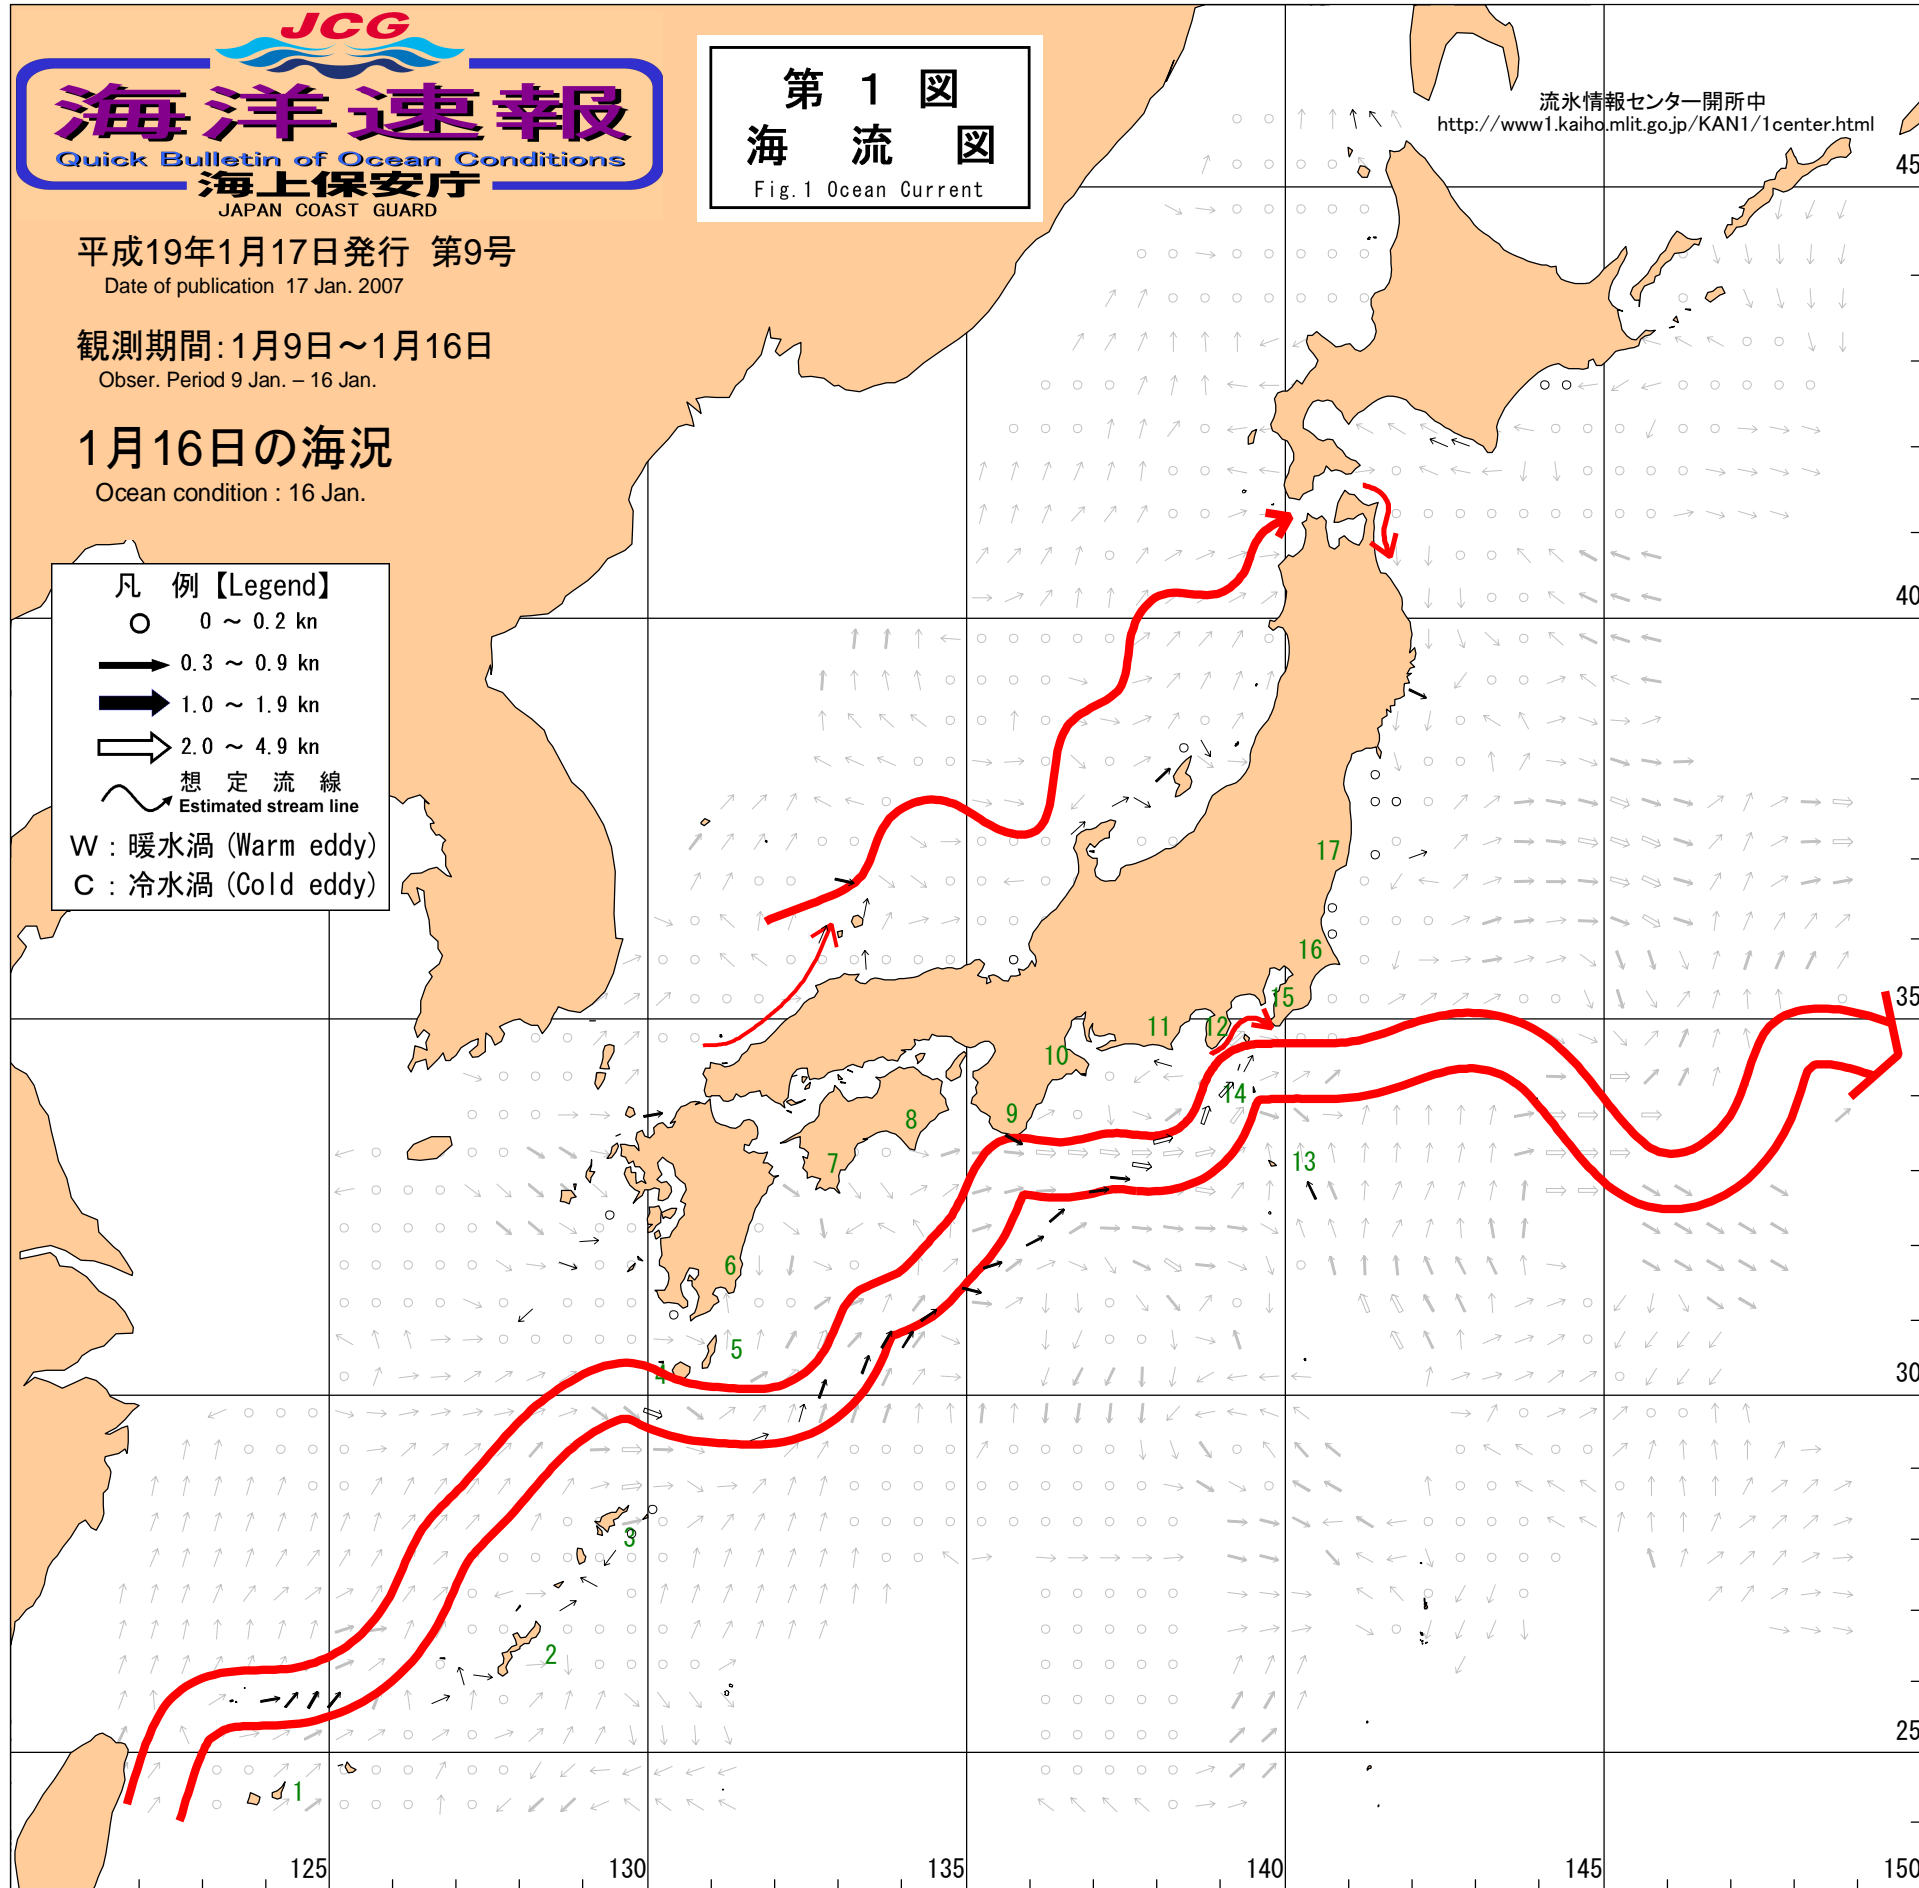 JCG
海洋速報
Quick Bulletin of Ocean Conditions
海上保安庁
JAPAN COAST GUARD
平成19年1月17日発行 第9号
Date of publication 17 Jan. 2007
観測期間:1月9日～1月16日
Obser. Period 9 Jan. – 16 Jan.
1月16日の海況
Ocean condition : 16 Jan.
第 1 図
海 流 図
Fig.1 Ocean Current
流氷情報センター開所中
http://www1.kaiho.mlit.go.jp/KAN1/1center.html
凡 例【Legend】
0 ～ 0.2 kn
0.3 ～ 0.9 kn
1.0 ～ 1.9 kn
2.0 ～ 4.9 kn
想 定 流 線
Estimated stream line
W : 暖水渦 (Warm eddy)
C : 冷水渦 (Cold eddy)
45
40
35
30
25
17
16
15
12
11
10
14
9
8
7
13
6
5
4
3
2
1
125
130
135
140
145
150